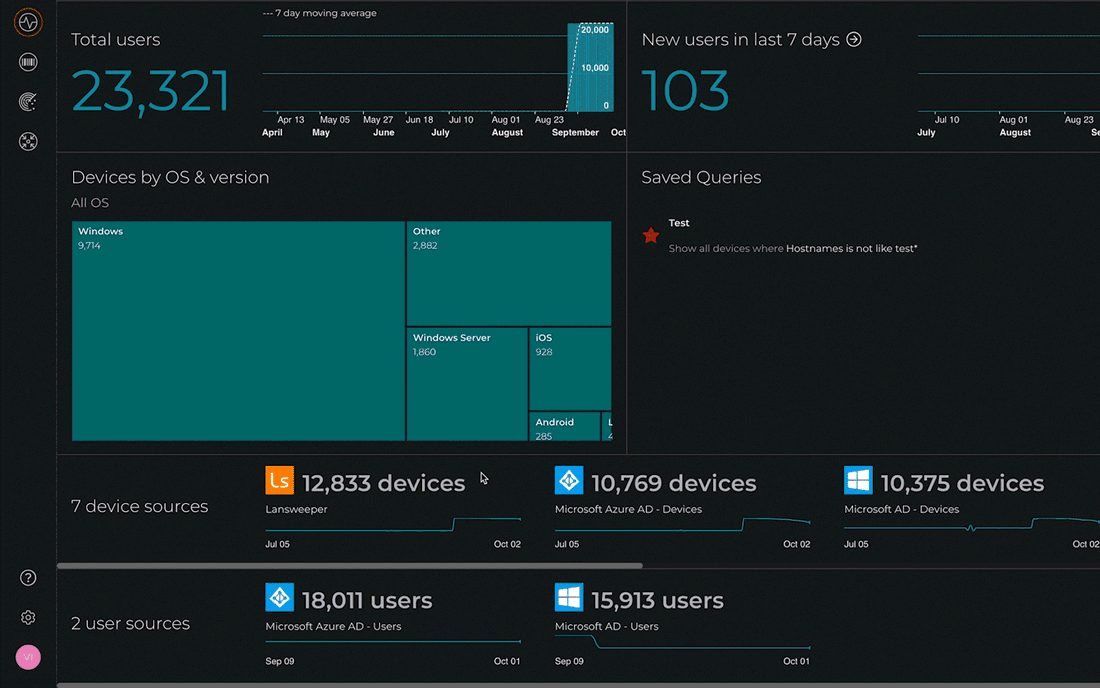 --- 7 day moving average
Total users
23,321
20,000
10,000
0
Apr 13 May 05 May 27 Jun 18 Jul 10 Aug 01 Aug 23
April May June July August September Oct
New users in last 7 days
103
Jul 10 Aug 01 Aug 23
July August Se
Devices by OS & version
All OS
Windows
9,714
Other
2,882
Windows Server
1,860
iOS
928
Android
285
L
4
Saved Queries
Test
Show all devices where Hostnames is not like test*
7 device sources
Ls
12,833 devices
Lansweeper
Jul 05 Oct 02
10,769 devices
Microsoft Azure AD - Devices
Jul 05 Oct 02
10,375 devices
Microsoft AD - Devices
Jul 05 Oct 02
2 user sources
18,011 users
Microsoft Azure AD - Users
Sep 09 Oct 01
15,913 users
Microsoft AD - Users
Sep 09 Oct 01
?